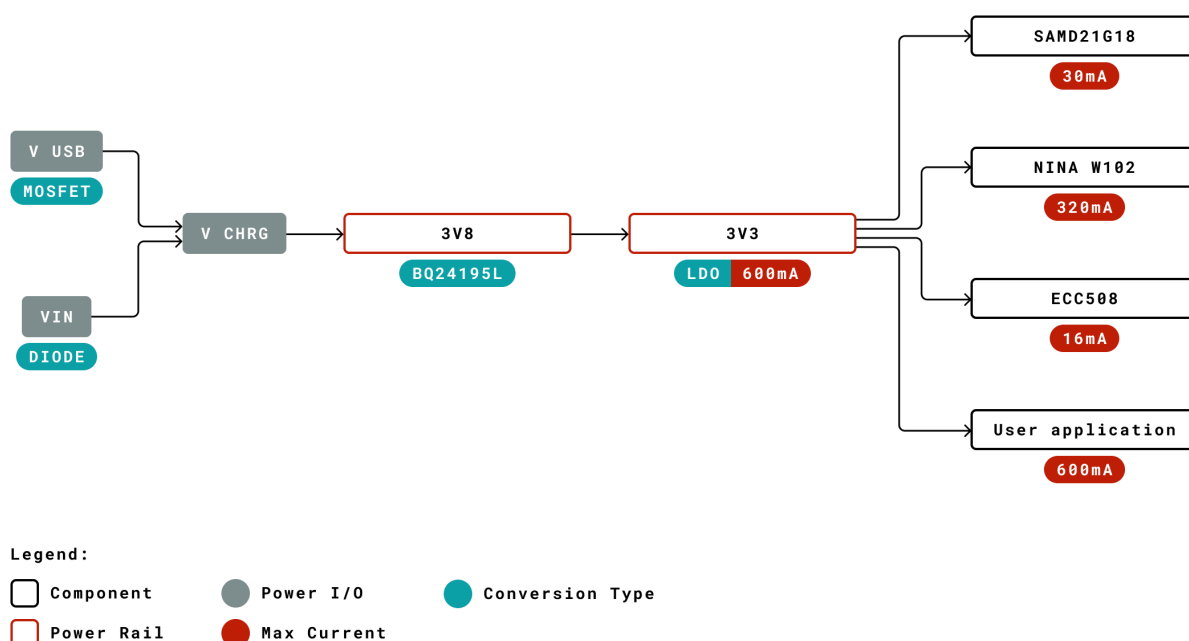 SAMD21G18
30mA
V USB
MOSFET
NINA W102
320mA
V CHRG
3V8
BQ24195L
3V3
LDO 600mA
VIN
DIODE
ECC508
16mA
User application
600mA
Legend:
Component
Power I/O
Conversion Type
Power Rail
Max Current